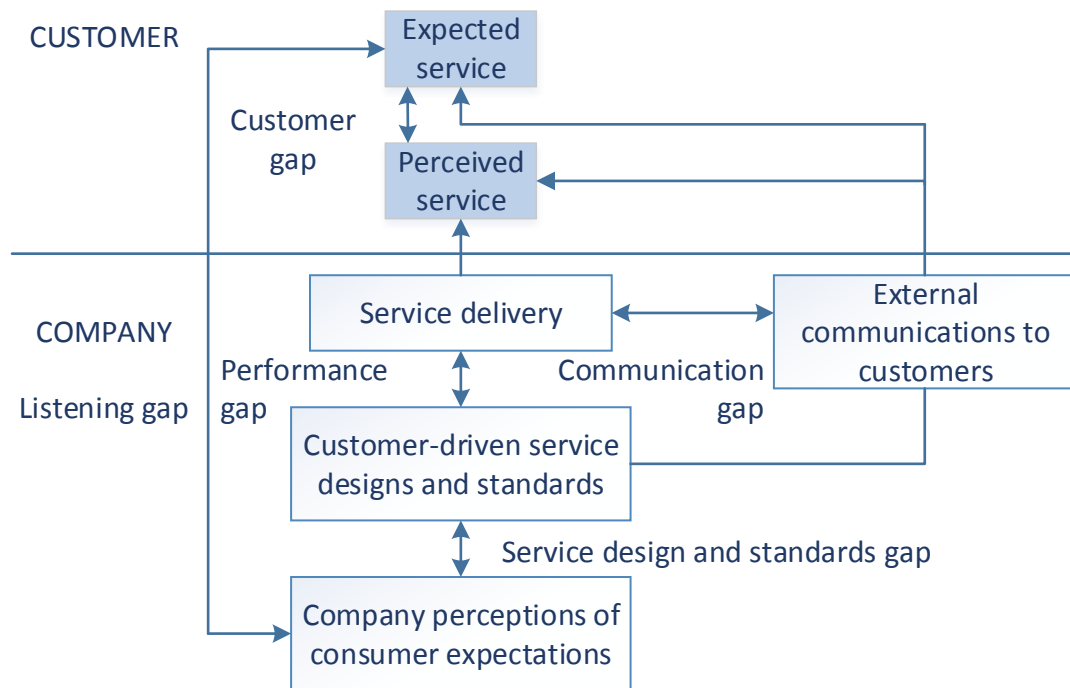 CUSTOMER
Expected
service
Customer
gap
Perceived
service
COMPANY
Service delivery
External
communications to
customers
Performance
gap
Communication
gap
Listening gap
Customer-driven service
designs and standards
Service design and standards gap
Company perceptions of
consumer expectations